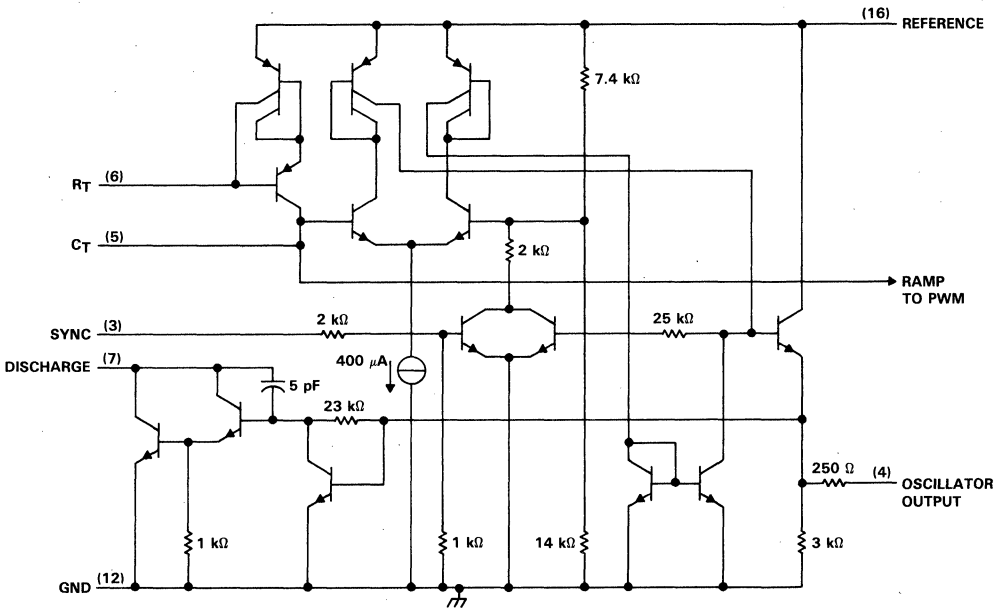 (16) REFERENCE
7.4 kΩ
RT (6)
CT (5)
2 kΩ
RAMP
TO PWM
SYNC (3)
2 kΩ
25 kΩ
DISCHARGE (7)
400 μA
5 pF
23 kΩ
250 Ω (4) OSCILLATOR
OUTPUT
1 kΩ
1 kΩ
14 kΩ
3 kΩ
GND (12)